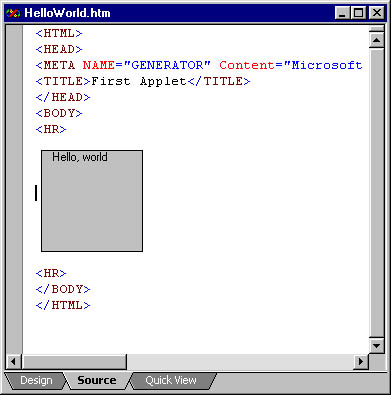 HelloWorld.htm
<HTML>
<HEAD>
<META NAME="GENERATOR" Content="Microsoft
<TITLE>First Applet</TITLE>
</HEAD>
<BODY>
<HR>
Hello, world
<HR>
</BODY>
</HTML>
Design Source Quick View